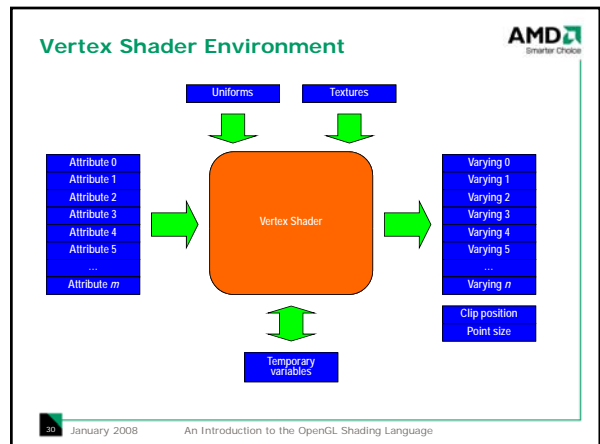 Vertex Shader Environment
AMD
Smarter Choice
Uniforms
Textures
Attribute 0
Attribute 1
Attribute 2
Attribute 3
Attribute 4
Attribute 5
...
Attribute m
Vertex Shader
Varying 0
Varying 1
Varying 2
Varying 3
Varying 4
Varying 5
...
Varying n
Clip position
Point size
Temporary
variables
30 January 2008 An Introduction to the OpenGL Shading Language